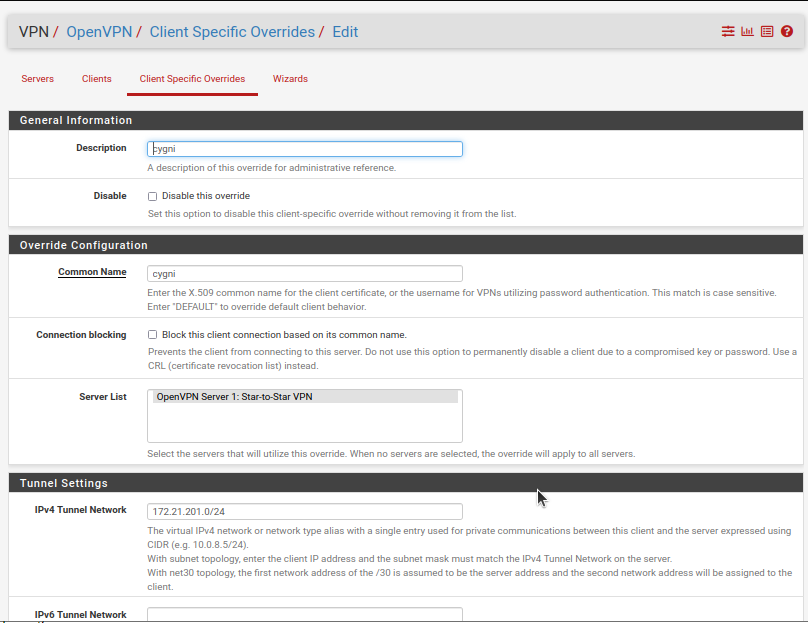 VPN / OpenVPN / Client Specific Overrides / Edit
Servers Clients Client Specific Overrides Wizards
General Information
Description cygni
A description of this override for administrative reference.
Disable Disable this override
Set this option to disable this client-specific override without removing it from the list.
Override Configuration
Common Name cygni
Enter the X.509 common name for the client certificate, or the username for VPNs utilizing password authentication. This match is case sensitive.
Enter "DEFAULT" to override default client behavior.
Connection blocking Block this client connection based on its common name.
Prevents the client from connecting to this server. Do not use this option to permanently disable a client due to a compromised key or password. Use a
CRL (certificate revocation list) instead.
Server List OpenVPN Server 1: Star-to-Star VPN
Select the servers that will utilize this override. When no servers are selected, the override will apply to all servers.
Tunnel Settings
IPv4 Tunnel Network 172.21.201.0/24
The virtual IPv4 network or network type alias with a single entry used for private communications between this client and the server expressed using
CIDR (e.g. 10.0.8.5/24).
With subnet topology, enter the client IP address and the subnet mask must match the IPv4 Tunnel Network on the server.
With net30 topology, the first network address of the /30 is assumed to be the server address and the second network address will be assigned to the
client.
IPv6 Tunnel Network